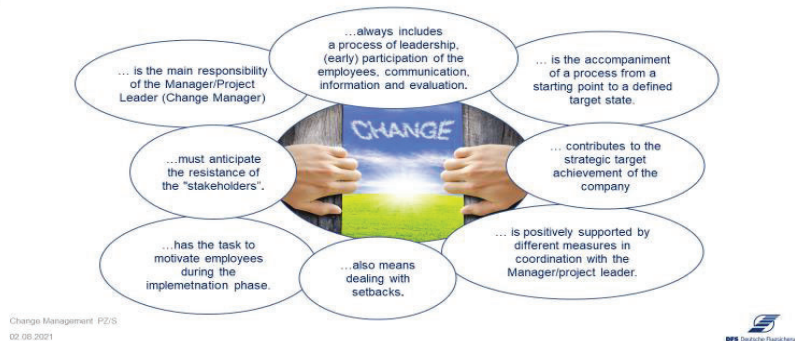 …always includes
a process of leadership,
(early) participation of the
employees, communication,
information and evaluation.
… is the main responsibility
of the Manager/Project
Leader (Change Manager)
… is the accompaniment
of a process from a
starting point to a defined
target state.
CHANGE
…must anticipate
the resistance of
the "stakeholders".
… contributes to the
strategic target
achievement of the
company
…has the task to
motivate employees
during the
implemetnation phase.
…also means
dealing with
setbacks.
… is positively supported by
different measures in
coordination with the
Manager/project leader.
Change Management PZ/S
02.08.2021
DFS Deutsche Flugsicherung